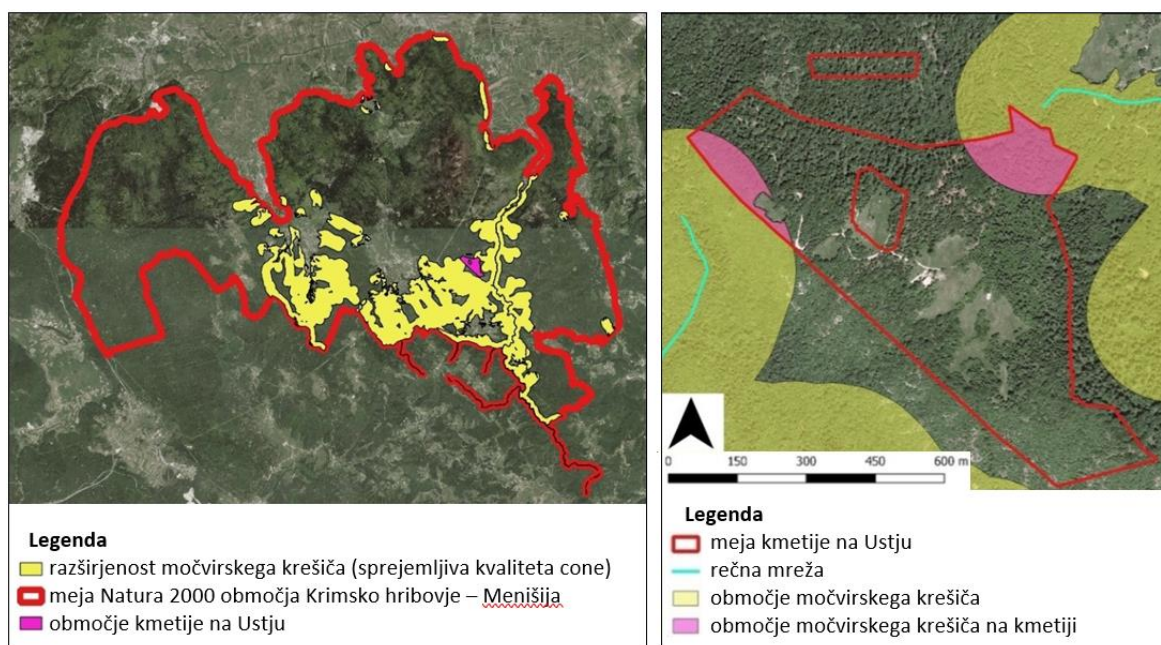 Legenda
razširjenost močvirskega krešiča (sprejemljiva kvaliteta cone)
meja Natura 2000 območja Krimsko hribovje – Menišija
območje kmetije na Ustju
0 150 300 450 600 m
Legenda
meja kmetije na Ustju
rečna mreža
območje močvirskega krešiča
območje močvirskega krešiča na kmetiji